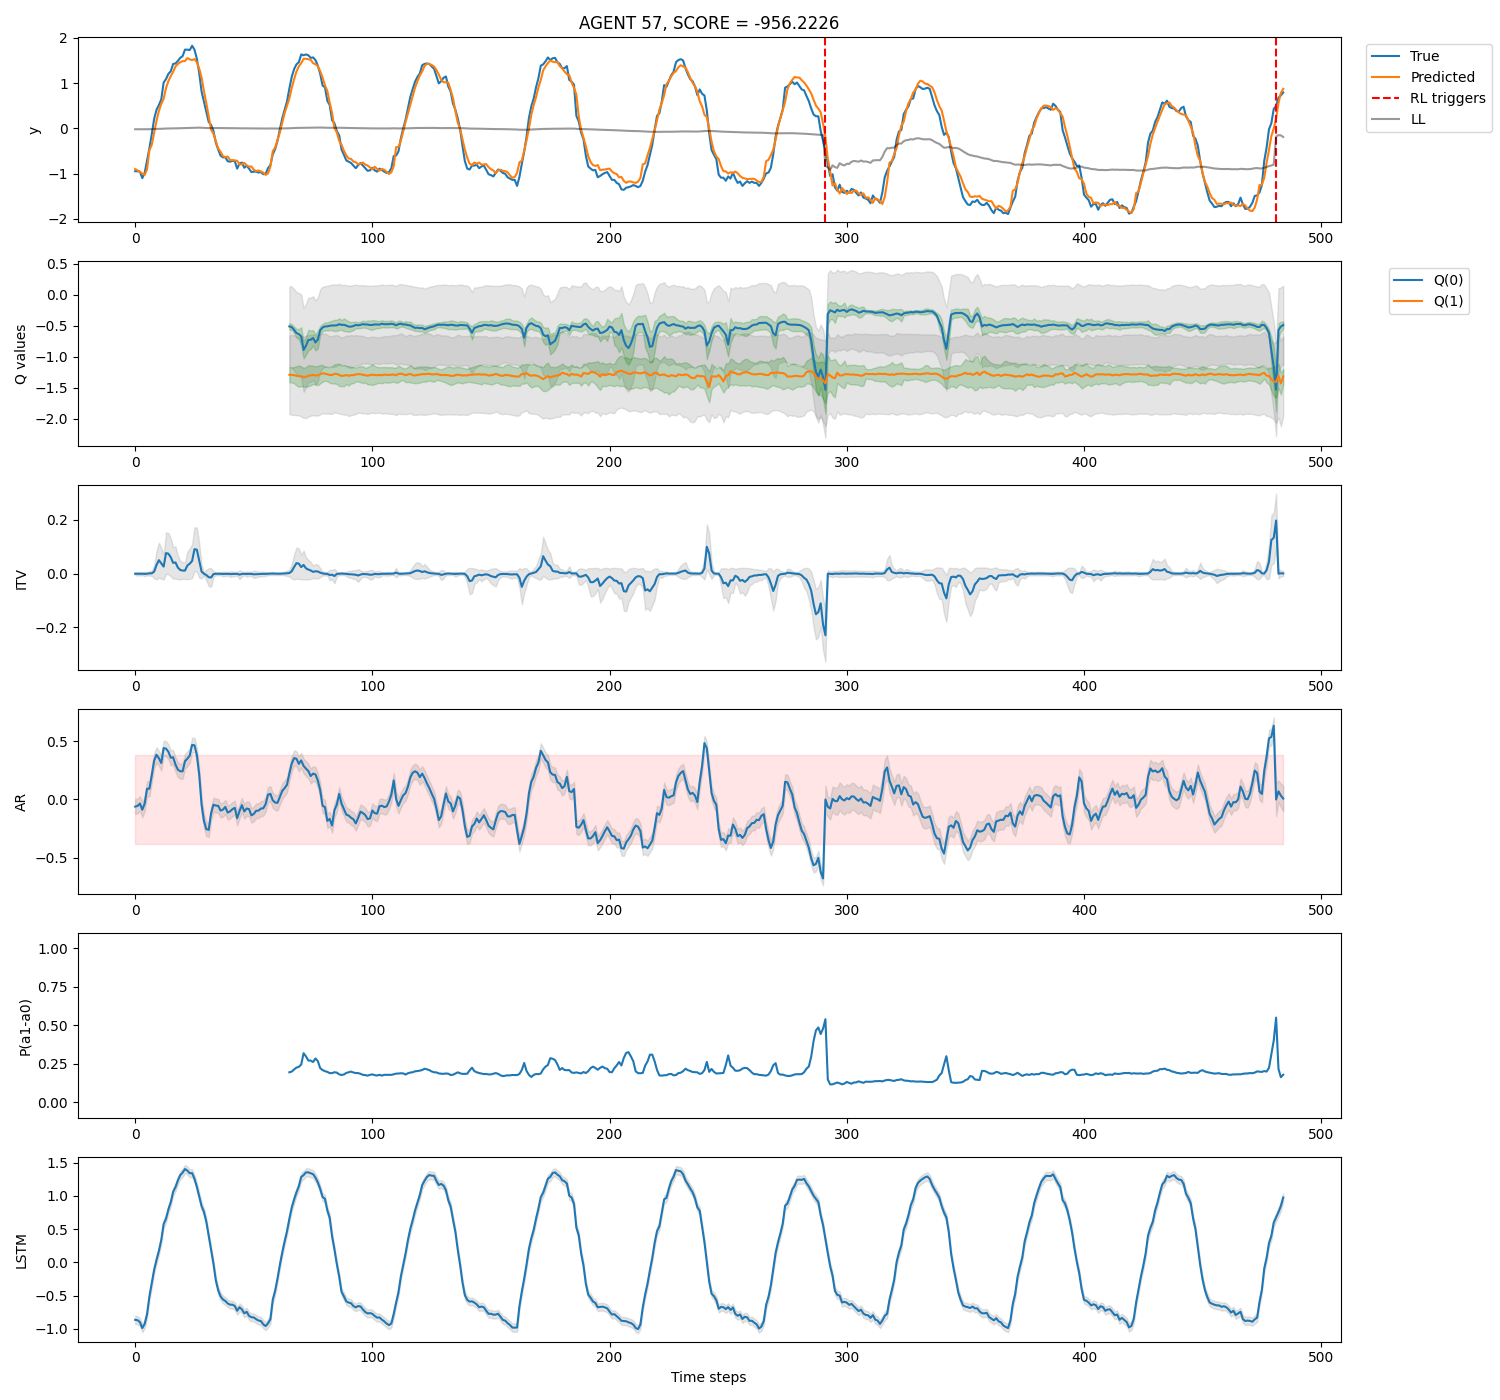 AGENT 57, SCORE = -956.2226
y
2
1
0
−1
−2
0 100 200 300 400 500
True
Predicted
RL triggers
LL
Q values
0.5
0.0
−0.5
−1.0
−1.5
−2.0
0 100 200 300 400 500
Q(0)
Q(1)
ITV
0.2
0.0
−0.2
0 100 200 300 400 500
AR
0.5
0.0
−0.5
0 100 200 300 400 500
P(a1-a0)
1.00
0.75
0.50
0.25
0.00
0 100 200 300 400 500
LSTM
1.5
1.0
0.5
0.0
−0.5
−1.0
0 100 200 300 400 500
Time steps